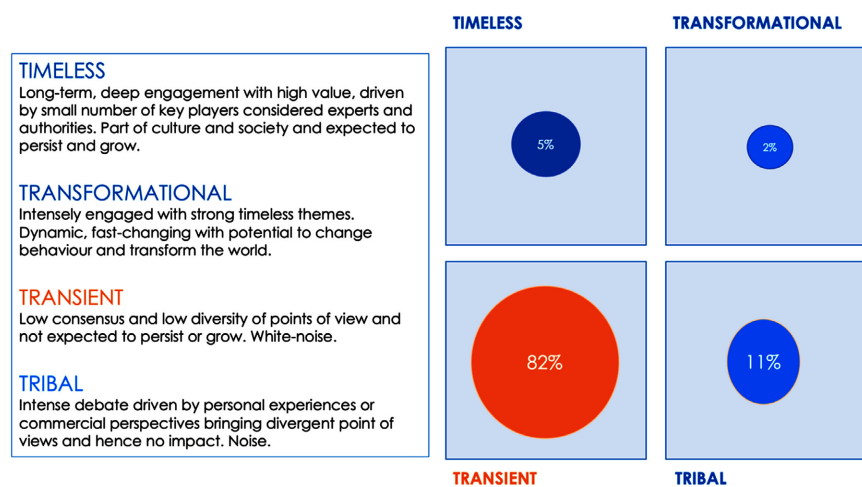 TIMELESS
Long-term, deep engagement with high value, driven
by small number of key players considered experts and
authorities. Part of culture and society and expected to
persist and grow.
TRANSFORMATIONAL
Intensely engaged with strong timeless themes.
Dynamic, fast-changing with potential to change
behaviour and transform the world.
TRANSIENT
Low consensus and low diversity of points of view and
not expected to persist or grow. White-noise.
TRIBAL
Intense debate driven by personal experiences or
commercial perspectives bringing divergent point of
views and hence no impact. Noise.
TIMELESS
TRANSFORMATIONAL
5%
2%
82%
11%
TRANSIENT
TRIBAL